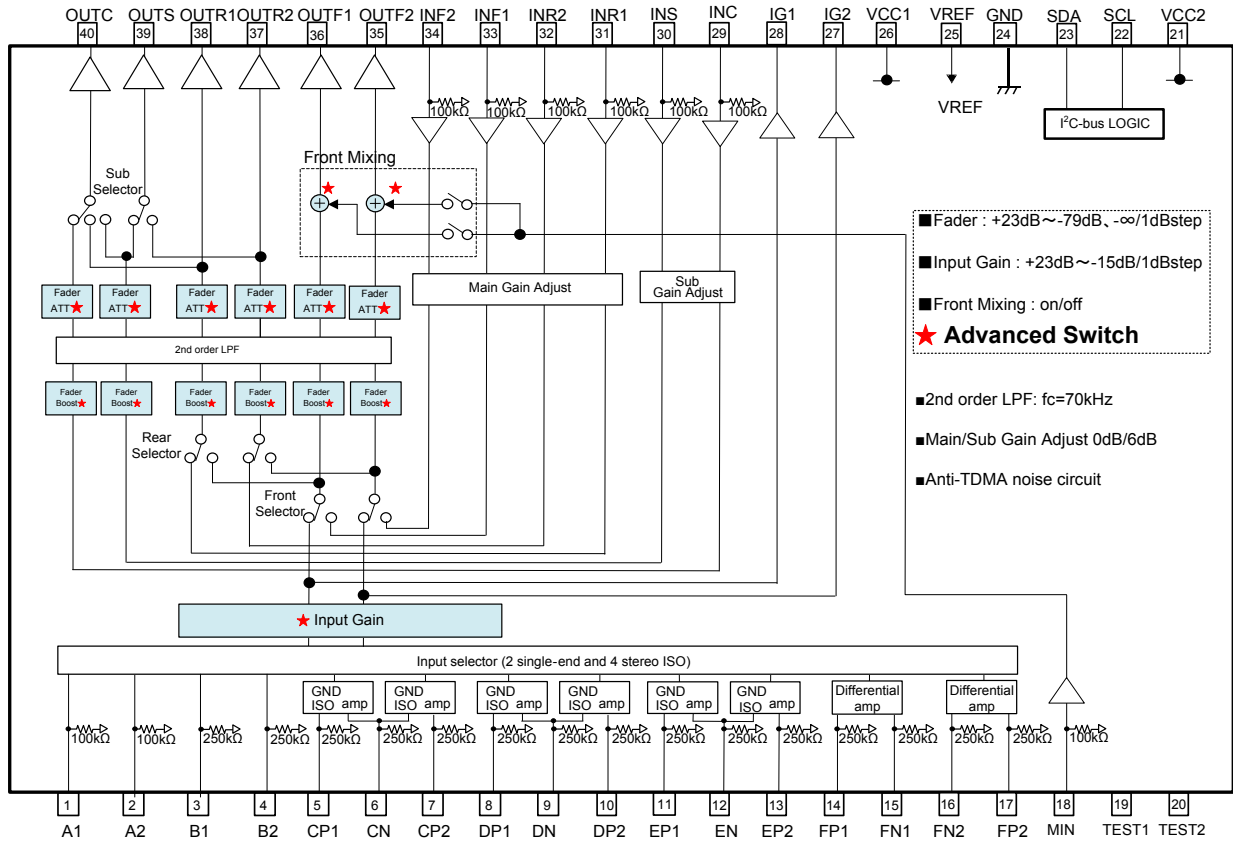 OUTC OUTS OUTR1 OUTR2 OUTF1 OUTF2 INF2 INF1 INR2 INR1 INS INC IG1 IG2 VCC1 VREF GND SDA SCL VCC2
40 39 38 37 36 35 34 33 32 31 30 29 28 27 26 25 24 23 22 21
100kΩ 100kΩ 100kΩ 100kΩ 100kΩ 100kΩ
VREF
I²C-bus LOGIC
Front Mixing
Sub
Selector
■Fader : +23dB～-79dB、-∞/1dBstep
■Input Gain : +23dB～-15dB/1dBstep
■Front Mixing : on/off
★ Advanced Switch
Main Gain Adjust
Sub
Gain Adjust
Fader Fader Fader Fader Fader Fader
ATT★ ATT★ ATT★ ATT★ ATT★ ATT★
2nd order LPF
Fader Fader Fader Fader Fader Fader
Boost★ Boost★ Boost★ Boost★ Boost★ Boost★
■2nd order LPF: fc=70kHz
■Main/Sub Gain Adjust 0dB/6dB
■Anti-TDMA noise circuit
Rear
Selector
Front
Selector
★ Input Gain
Input selector (2 single-end and 4 stereo ISO)
GND GND GND GND GND GND Differential Differential
ISO amp ISO amp ISO amp ISO amp ISO amp ISO amp amp amp
100kΩ 100kΩ 250kΩ 250kΩ 250kΩ 250kΩ 250kΩ 250kΩ 250kΩ 250kΩ 250kΩ 250kΩ 250kΩ 250kΩ 250kΩ 250kΩ 250kΩ 100kΩ
1 2 3 4 5 6 7 8 9 10 11 12 13 14 15 16 17 18 19 20
A1 A2 B1 B2 CP1 CN CP2 DP1 DN DP2 EP1 EN EP2 FP1 FN1 FN2 FP2 MIN TEST1 TEST2